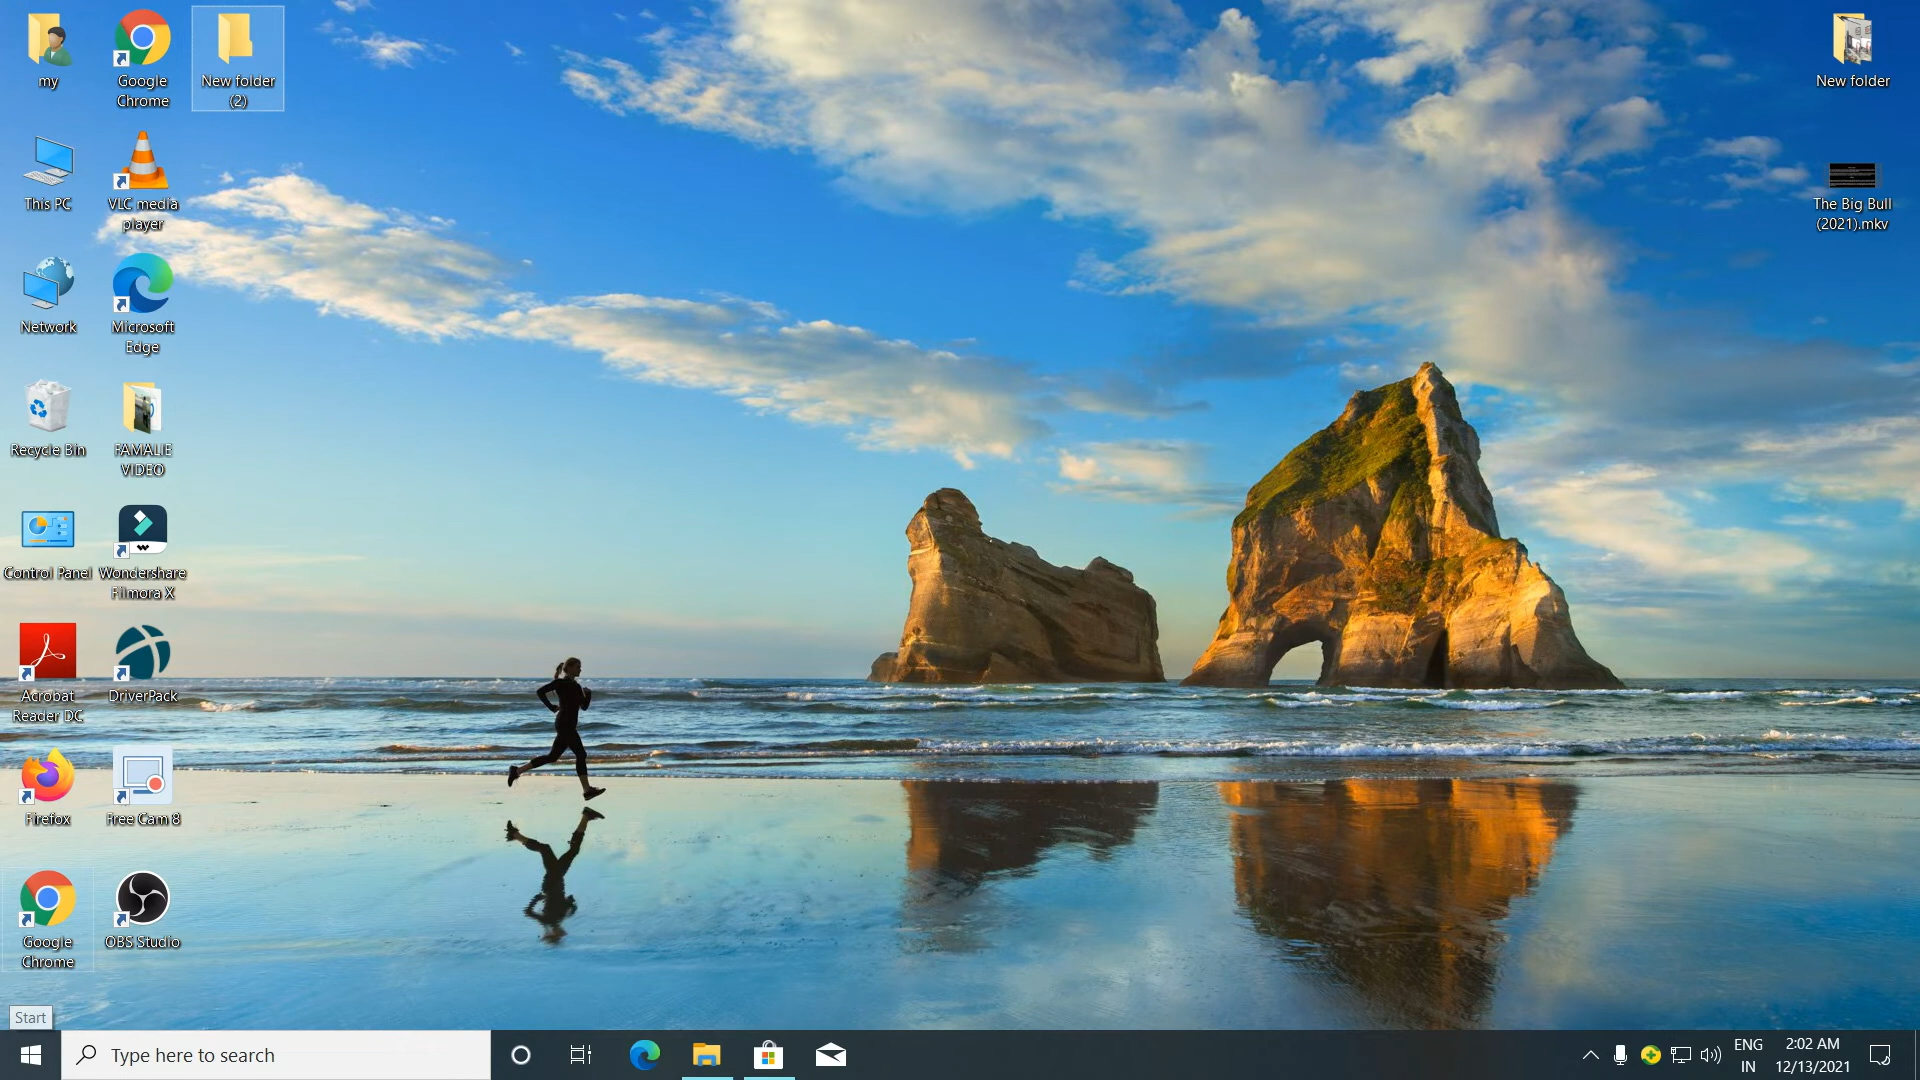 my
Google
Chrome
New folder
(2)
New folder
This PC
VLC media
player
The Big Bull
(2021).mkv
Network
Microsoft
Edge
Recycle Bin
FAMALIE
VIDEO
Control Panel
Wondershare
Filmora X
Acrobat
Reader DC
DriverPack
Firefox
Free Cam 8
Google
Chrome
OBS Studio
Start
Type here to search
ENG
IN
2:02 AM
12/13/2021